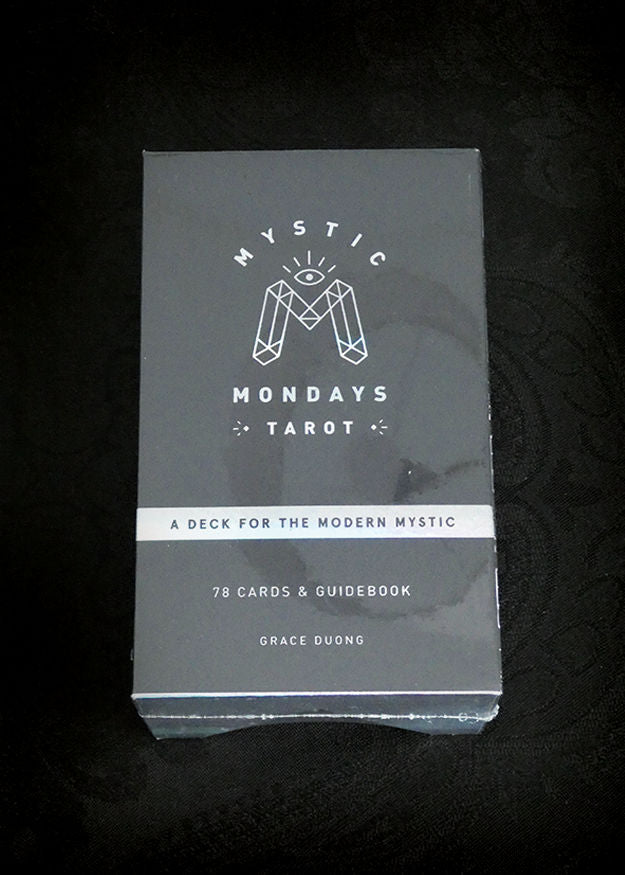 MYSTIC
M
MONDAYS
TAROT
A DECK FOR THE MODERN MYSTIC
78 CARDS & GUIDEBOOK
GRACE DUONG